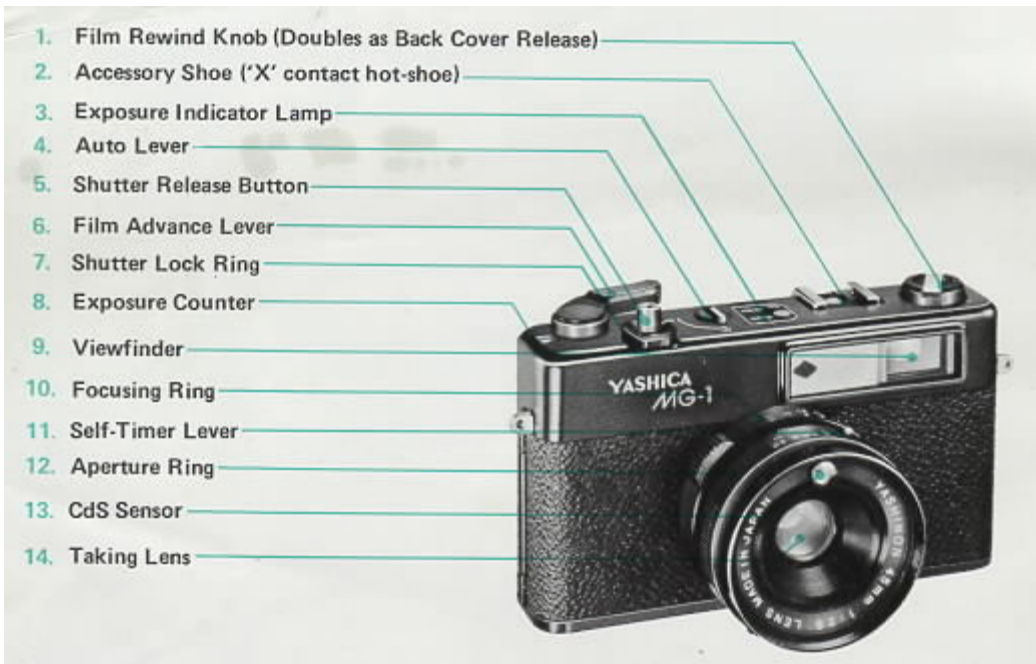 1. Film Rewind Knob (Doubles as Back Cover Release)
2. Accessory Shoe ('X' contact hot-shoe)
3. Exposure Indicator Lamp
4. Auto Lever
5. Shutter Release Button
6. Film Advance Lever
7. Shutter Lock Ring
8. Exposure Counter
9. Viewfinder
10. Focusing Ring
11. Self-Timer Lever
12. Aperture Ring
13. CdS Sensor
14. Taking Lens
YASHICA
MG-1
YASHINON 45mm 1:2.8 LENS MADE IN JAPAN